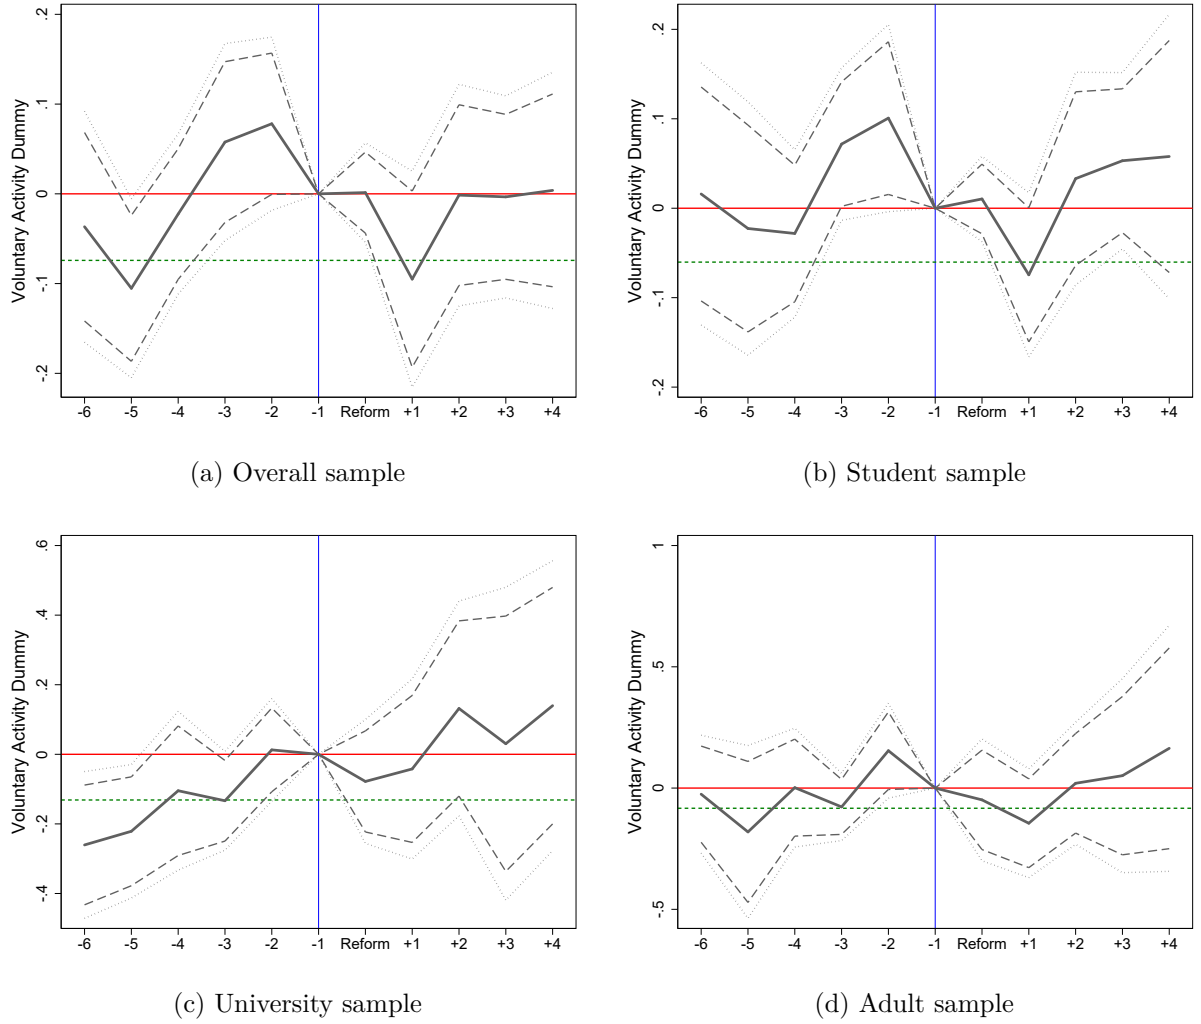 Voluntary Activity Dummy
.2
.1
0
-.1
-.2
-6 -5 -4 -3 -2 -1 Reform +1 +2 +3 +4
(a) Overall sample
Voluntary Activity Dummy
.2
.1
0
-.1
-.2
-6 -5 -4 -3 -2 -1 Reform +1 +2 +3 +4
(b) Student sample
Voluntary Activity Dummy
.6
.4
.2
0
.2
-.4
-6 -5 -4 -3 -2 -1 Reform +1 +2 +3 +4
(c) University sample
Voluntary Activity Dummy
1
.5
0
-.5
-6 -5 -4 -3 -2 -1 Reform +1 +2 +3 +4
(d) Adult sample